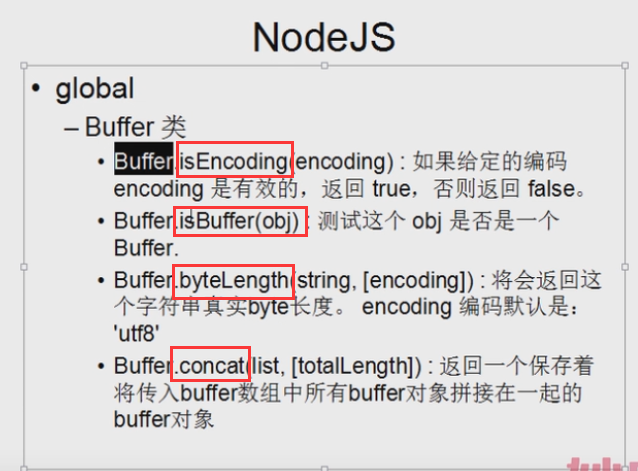 NodeJS
• global
– Buffer 类
• Buffer.isEncoding(encoding) : 如果给定的编码
encoding 是有效的，返回 true，否则返回 false。
• Buffer.isBuffer(obj) : 测试这个 obj 是否是一个
Buffer.
• Buffer.byteLength(string, [encoding]) : 将会返回这
个字符串真实byte长度。 encoding 编码默认是：
'utf8'
• Buffer.concat(list, [totalLength]) : 返回一个保存着
将传入buffer数组中所有buffer对象拼接在一起的
buffer对象